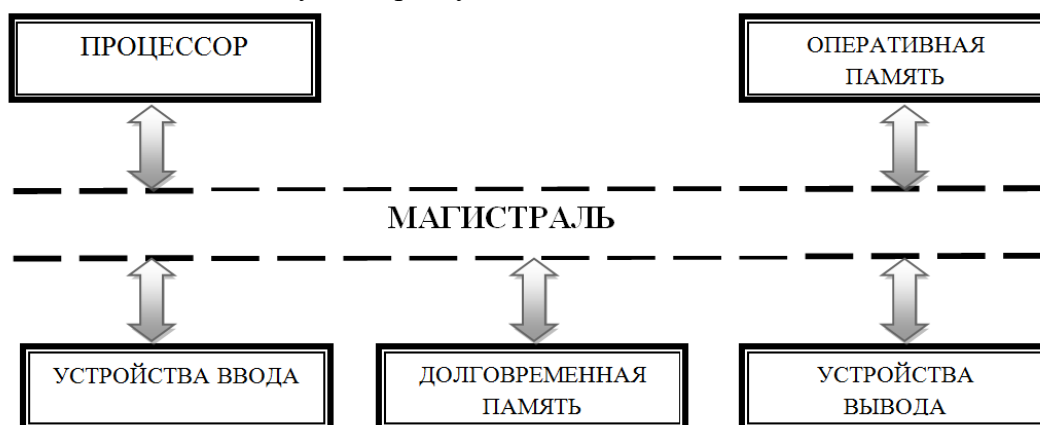 ПРОЦЕССОР
ОПЕРАТИВНАЯ
ПАМЯТЬ
МАГИСТРАЛЬ
УСТРОЙСТВА ВВОДА
ДОЛГОВРЕМЕННАЯ
ПАМЯТЬ
УСТРОЙСТВА
ВЫВОДА